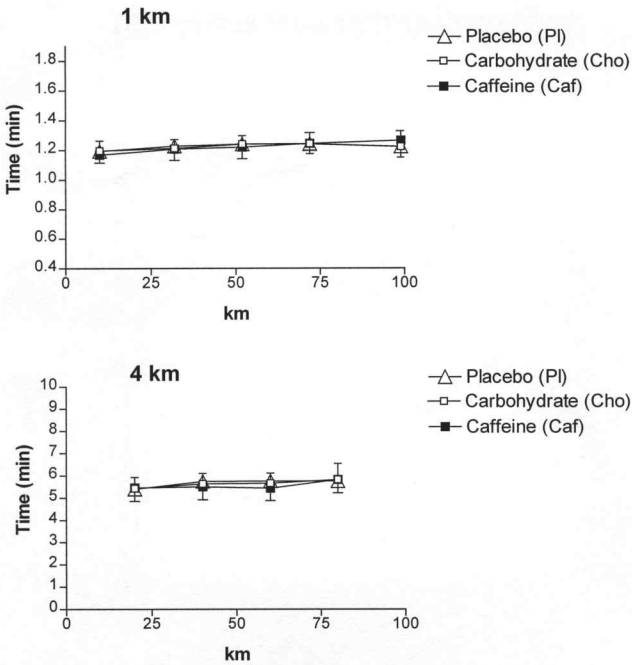 1 km
Placebo (Pl)
Carbohydrate (Cho)
Caffeine (Caf)
Time (min)
1.8
1.6
1.4
1.2
1.0
0.8
0.6
0.4
0 25 50 75 100
km
4 km
Placebo (Pl)
Carbohydrate (Cho)
Caffeine (Caf)
Time (min)
10
9
8
7
6
5
4
3
2
1
0
0 25 50 75 100
km